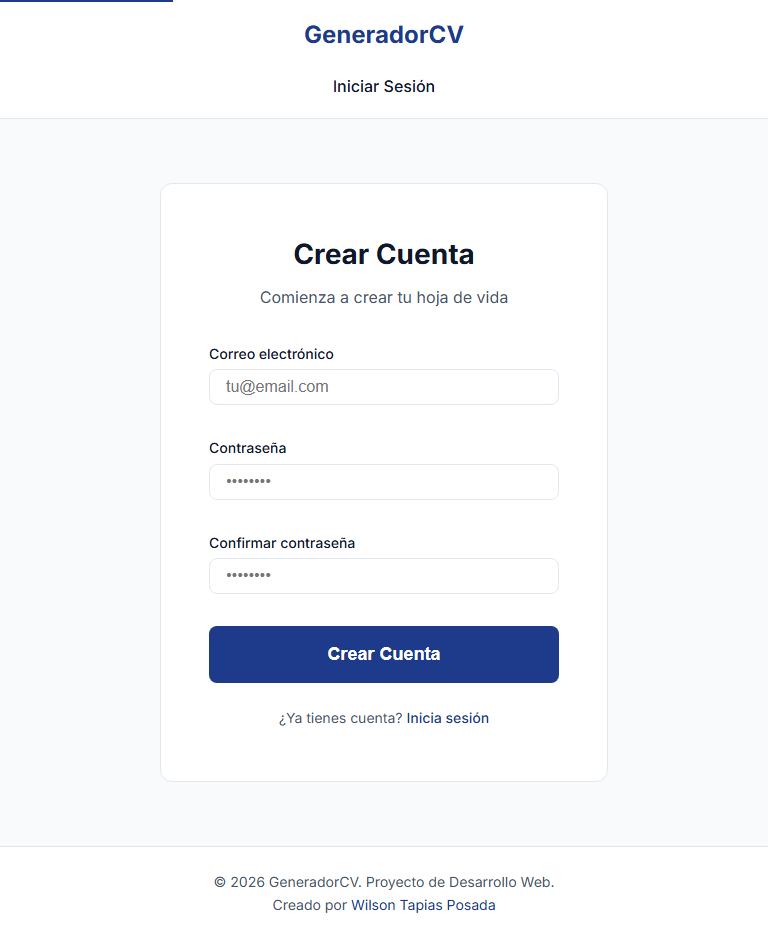 GeneradorCV
Iniciar Sesión
Crear Cuenta
Comienza a crear tu hoja de vida
Correo electrónico
tu@email.com
Contraseña
••••••••
Confirmar contraseña
••••••••
Crear Cuenta
¿Ya tienes cuenta? Inicia sesión
© 2026 GeneradorCV. Proyecto de Desarrollo Web.
Creado por Wilson Tapias Posada